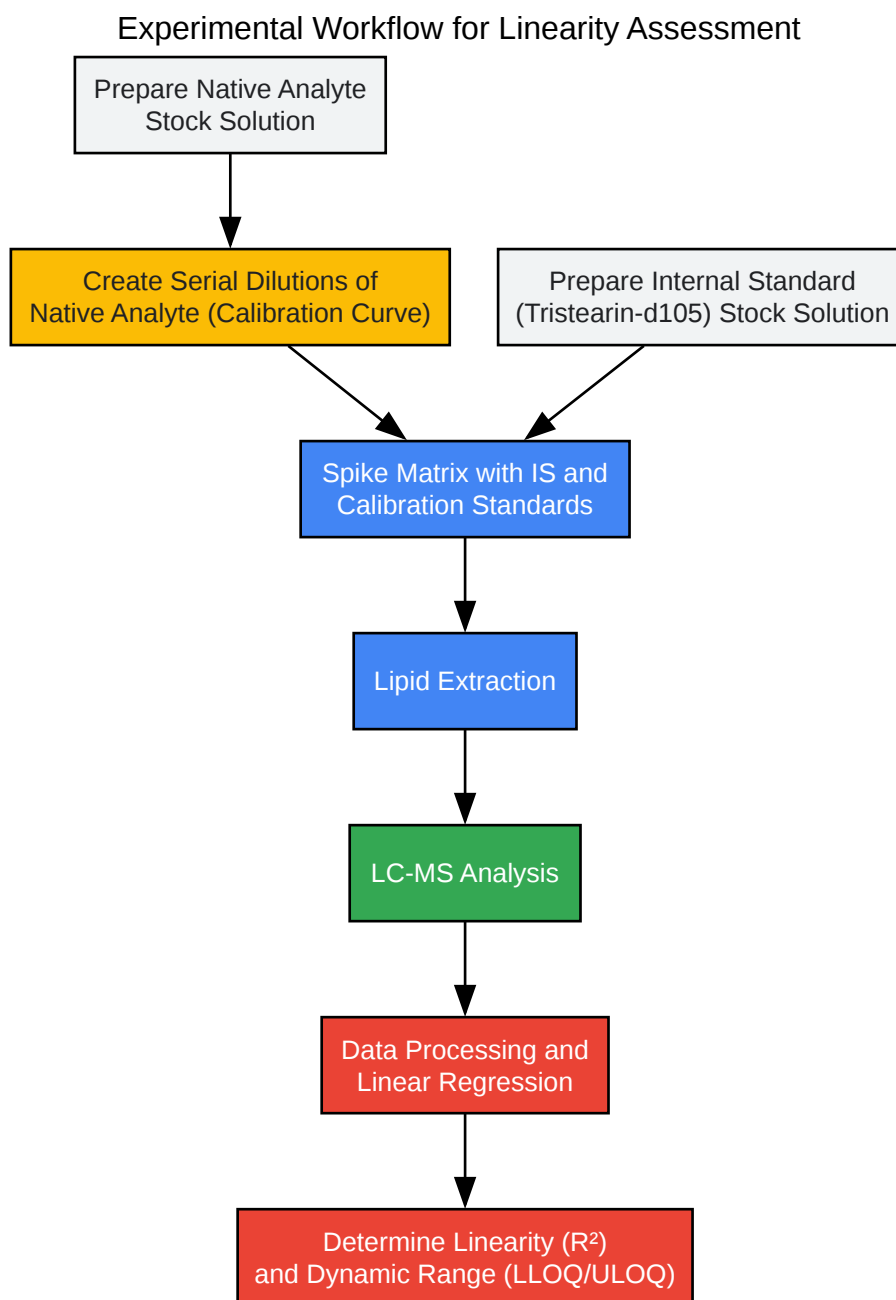 Experimental Workflow for Linearity Assessment
Prepare Native Analyte
Stock Solution
Create Serial Dilutions of
Native Analyte (Calibration Curve)
Prepare Internal Standard
(Tristearin-d105) Stock Solution
Spike Matrix with IS and
Calibration Standards
Lipid Extraction
LC-MS Analysis
Data Processing and
Linear Regression
Determine Linearity (R²)
and Dynamic Range (LLOQ/ULOQ)